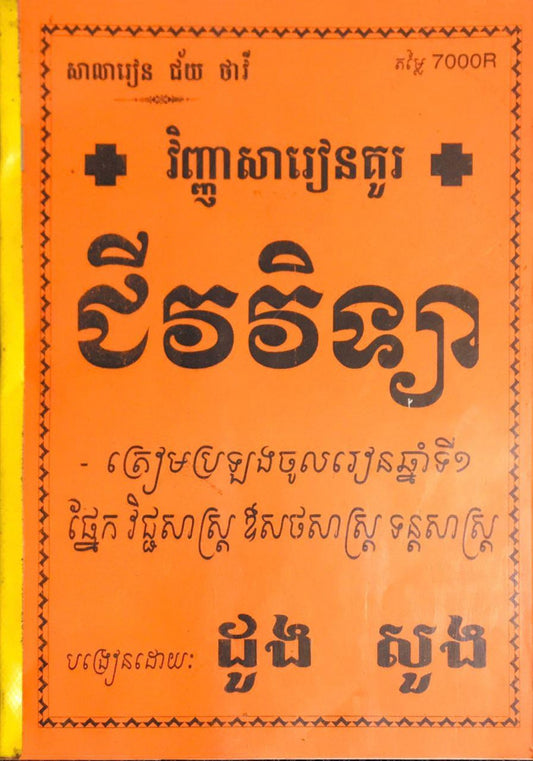 សាលារៀន ជ័យ ថាវី
តម្លៃ 7000R
វិញ្ញាសារៀនគួរ
ជីវវិទ្យា
- ត្រៀមប្រឡងចូលរៀនឆ្នាំទី១
ផ្នែក វិជ្ជសាស្ត្រ ឱសថសាស្ត្រ ទន្តសាស្ត្រ
បង្រៀនដោយៈ ដួង សួង